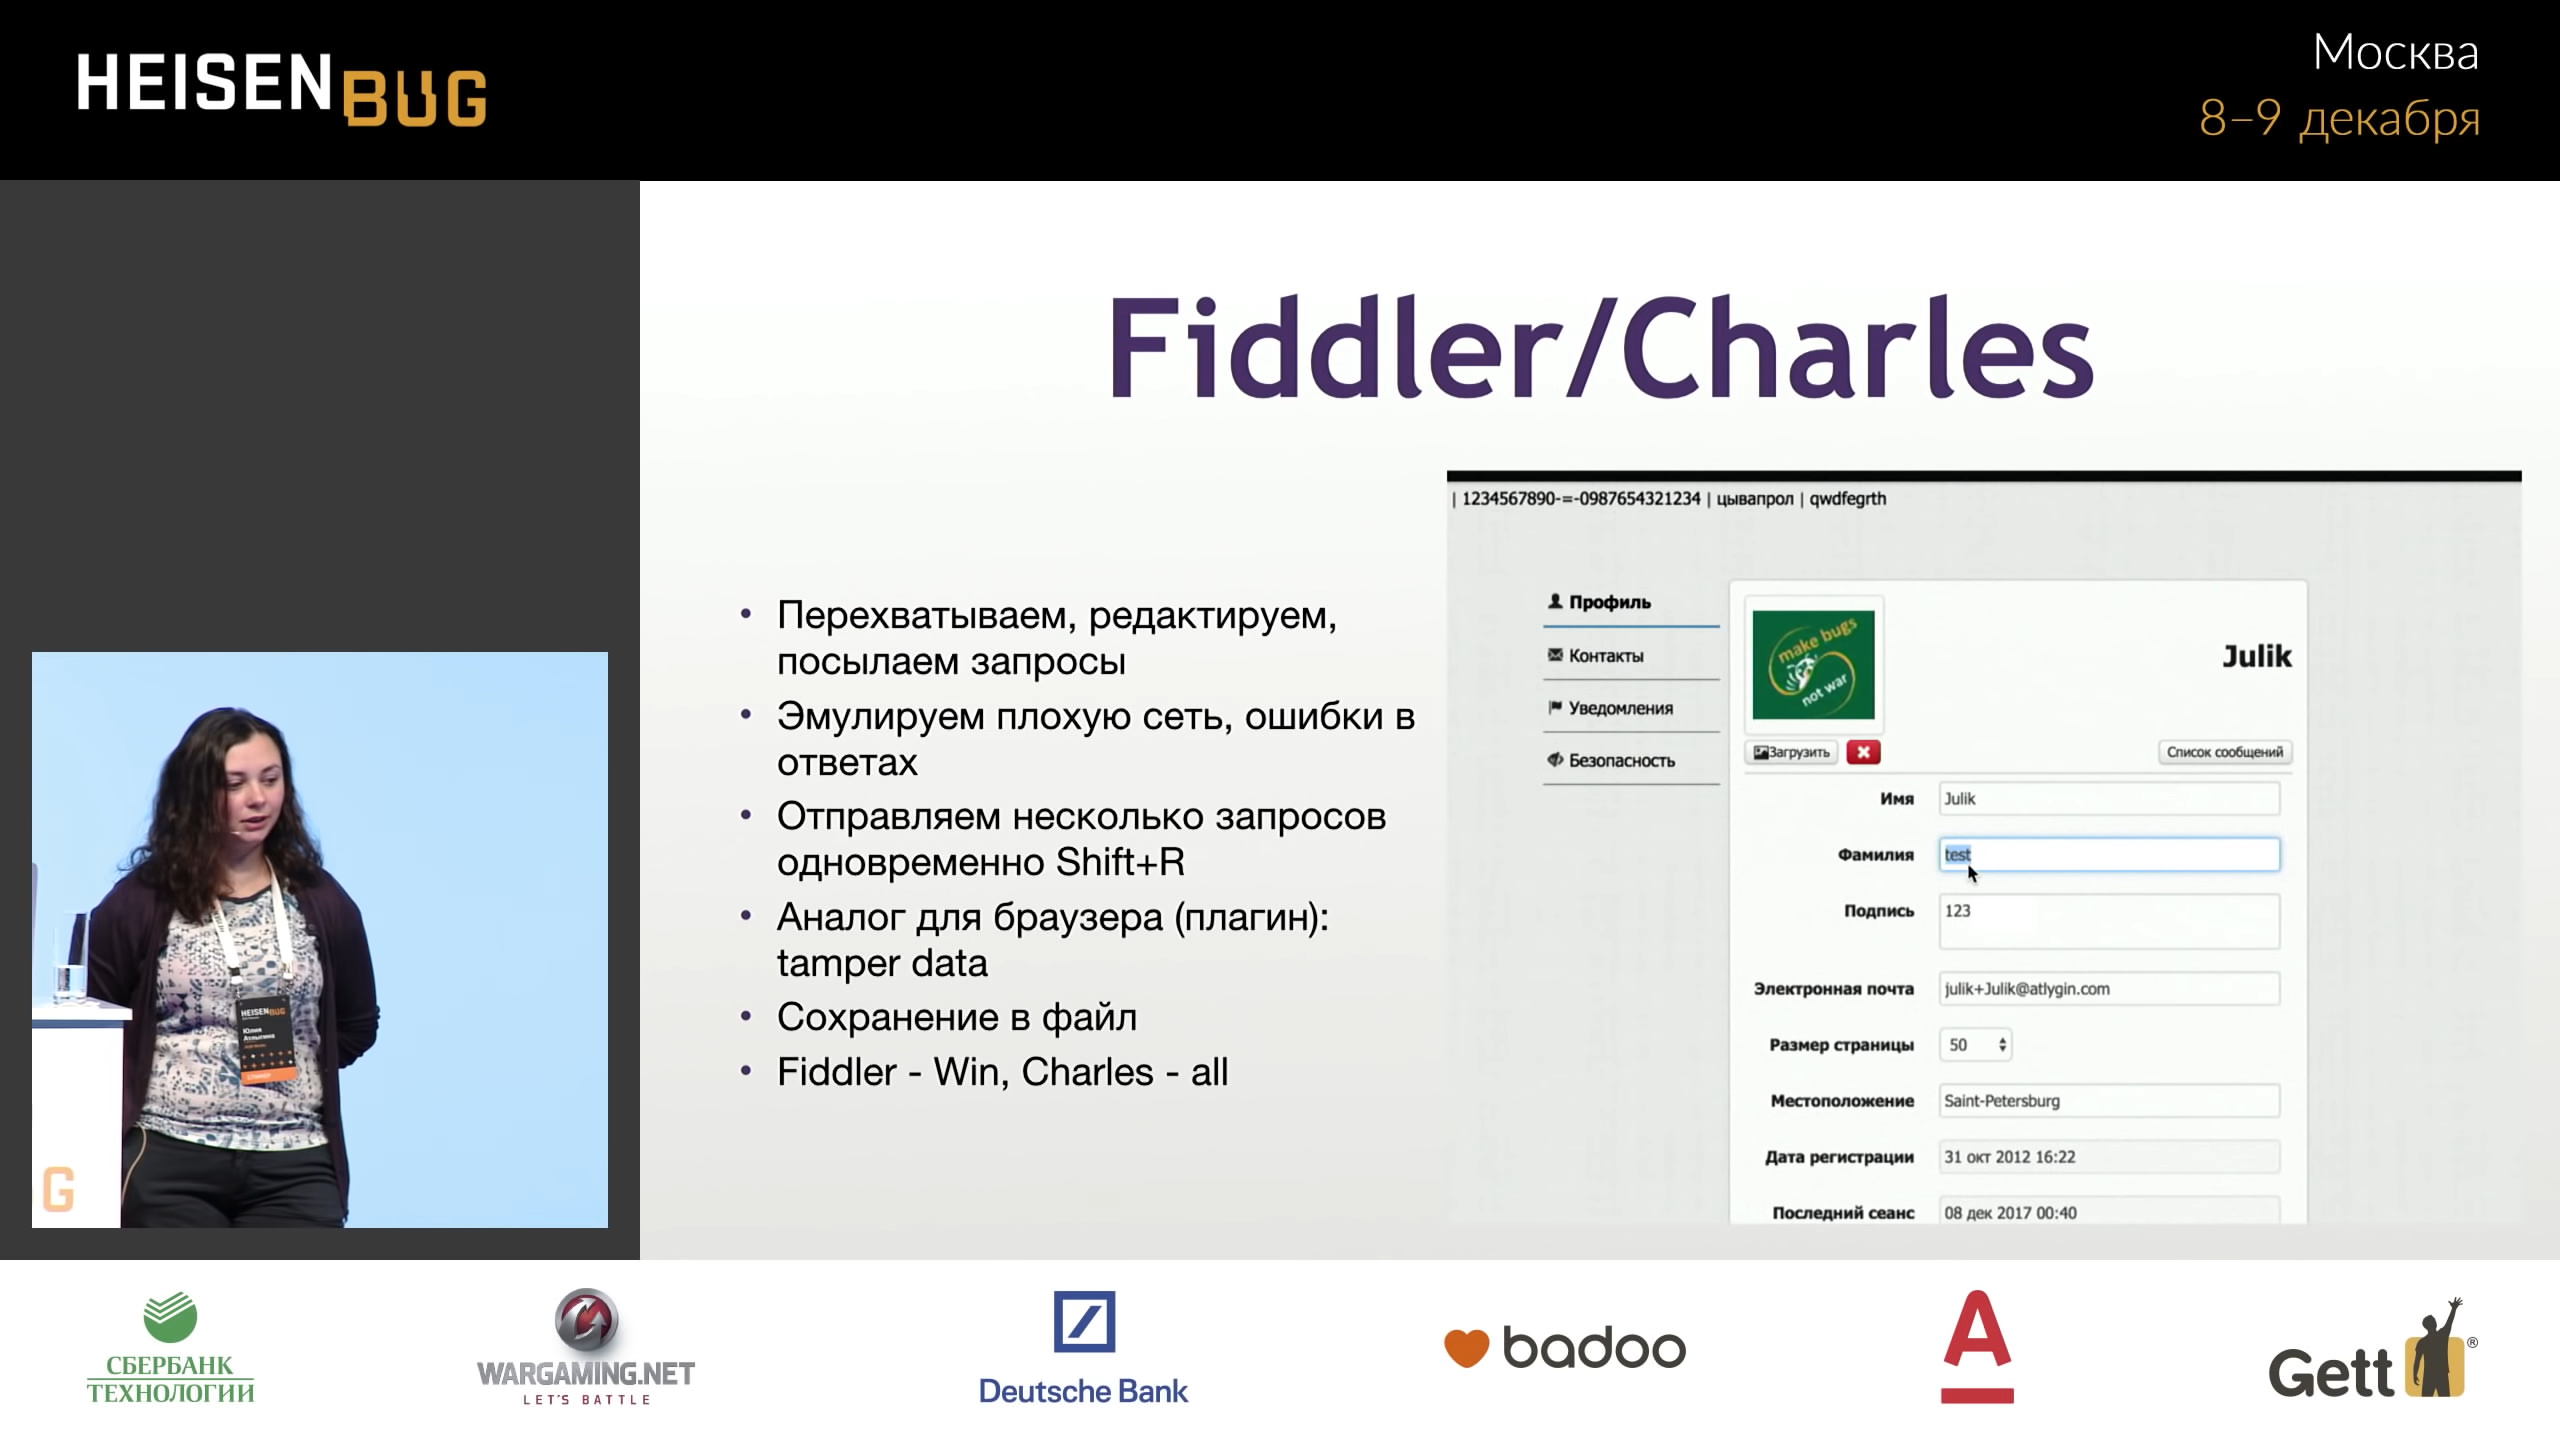 HEISENBUG
Москва
8–9 декабря
Fiddler/Charles
• Перехватываем, редактируем,
посылаем запросы
• Эмулируем плохую сеть, ошибки в
ответах
• Отправляем несколько запросов
одновременно Shift+R
• Аналог для браузера (плагин):
tamper data
• Сохранение в файл
• Fiddler - Win, Charles - all
| 1234567890-=-0987654321234 | цывапрол | qwdfegrth
Профиль
Контакты
Уведомления
Безопасность
make bugs
not war
Julik
Загрузить
Список сообщений
Имя Julik
Фамилия test
Подпись 123
Электронная почта julik+Julik@atlygin.com
Размер страницы 50
Местоположение Saint-Petersburg
Дата регистрации 31 окт 2012 16:22
Последний сеанс 08 дек 2017 00:40
HEISENBUG
Юлия
Атлыгина
G
СБЕРБАНК
ТЕХНОЛОГИИ
WARGAMING.NET
LET'S BATTLE
Deutsche Bank
badoo
А
Gett®